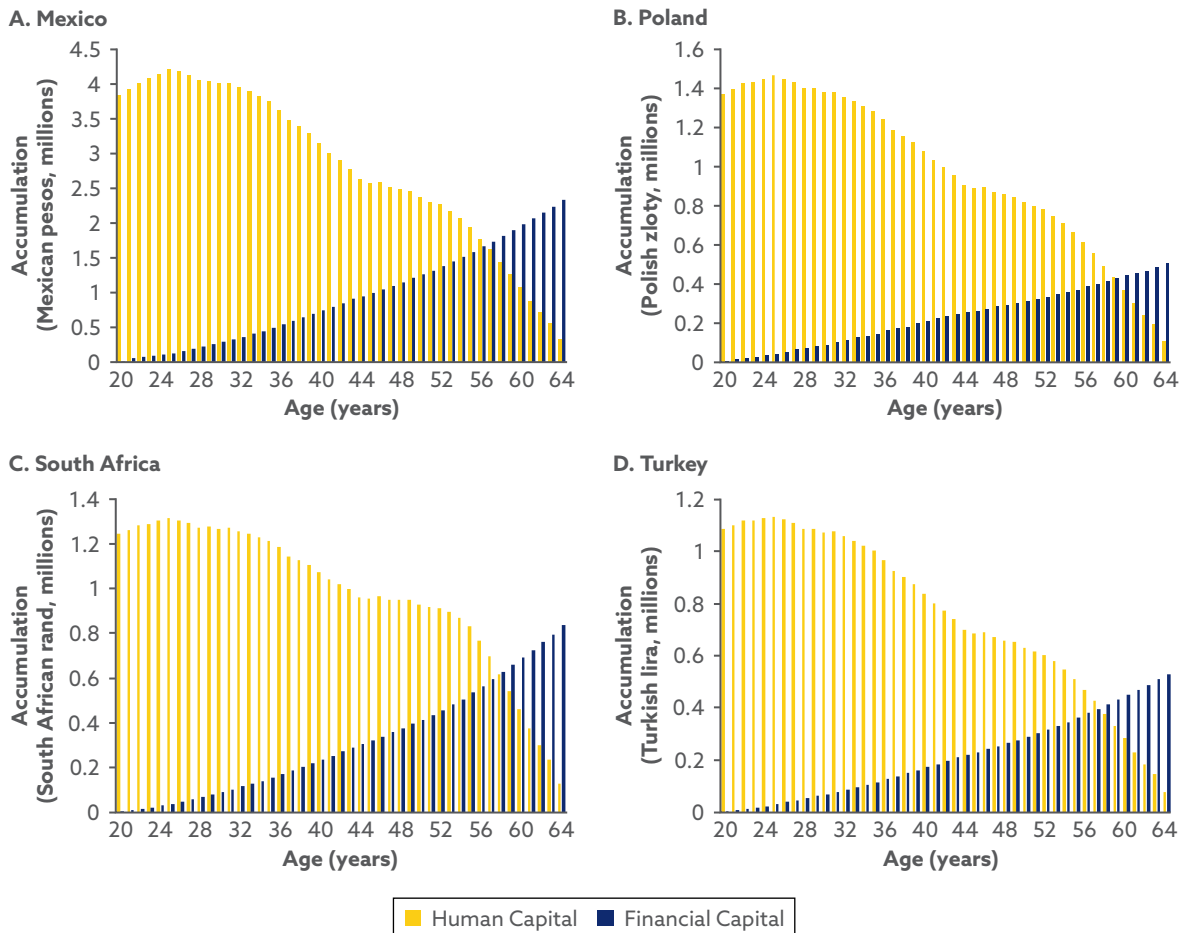 A. Mexico
Accumulation
(Mexican pesos, millions)
4.5
4
3.5
3
2.5
2
1.5
1
0.5
0
20 24 28 32 36 40 44 48 52 56 60 64
Age (years)
B. Poland
Accumulation
(Polish zloty, millions)
1.6
1.4
1.2
1
0.8
0.6
0.4
0.2
0
20 24 28 32 36 40 44 48 52 56 60 64
Age (years)
C. South Africa
Accumulation
(South African rand, millions)
1.4
1.2
1
0.8
0.6
0.4
0.2
0
20 24 28 32 36 40 44 48 52 56 60 64
Age (years)
D. Turkey
Accumulation
(Turkish lira, millions)
1.2
1
0.8
0.6
0.4
0.2
0
20 24 28 32 36 40 44 48 52 56 60 64
Age (years)
Human Capital Financial Capital